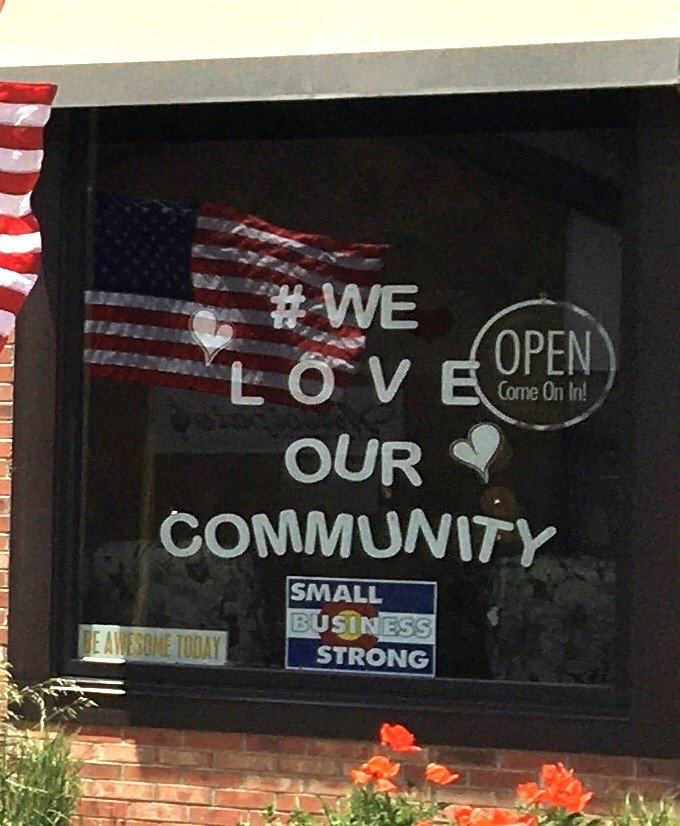 # WE
LOVE
OPEN
Come On In!
OUR
COMMUNITY
SMALL
BUSINESS
STRONG
BE AWESOME TODAY